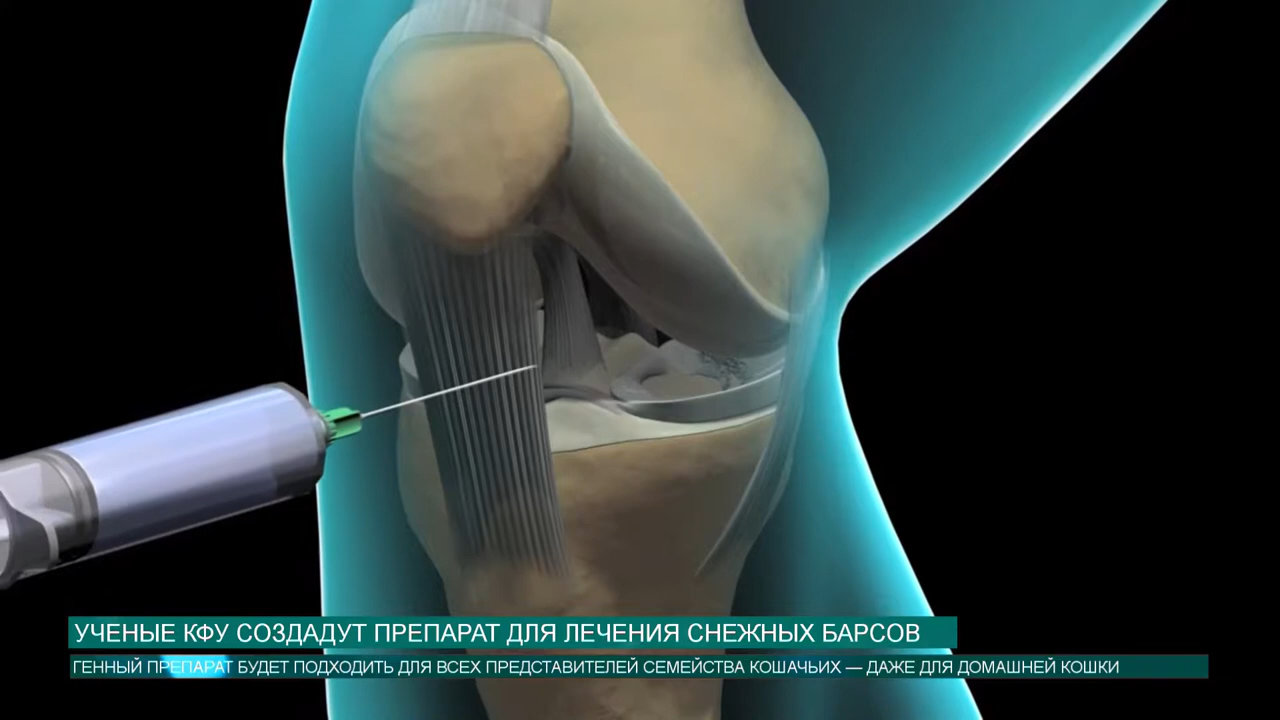 УЧЕНЫЕ КФУ СОЗДАДУТ ПРЕПАРАТ ДЛЯ ЛЕЧЕНИЯ СНЕЖНЫХ БАРСОВ
ГЕННЫЙ ПРЕПАРАТ БУДЕТ ПОДХОДИТЬ ДЛЯ ВСЕХ ПРЕДСТАВИТЕЛЕЙ СЕМЕЙСТВА КОШАЧЬИХ — ДАЖЕ ДЛЯ ДОМАШНЕЙ КОШКИ